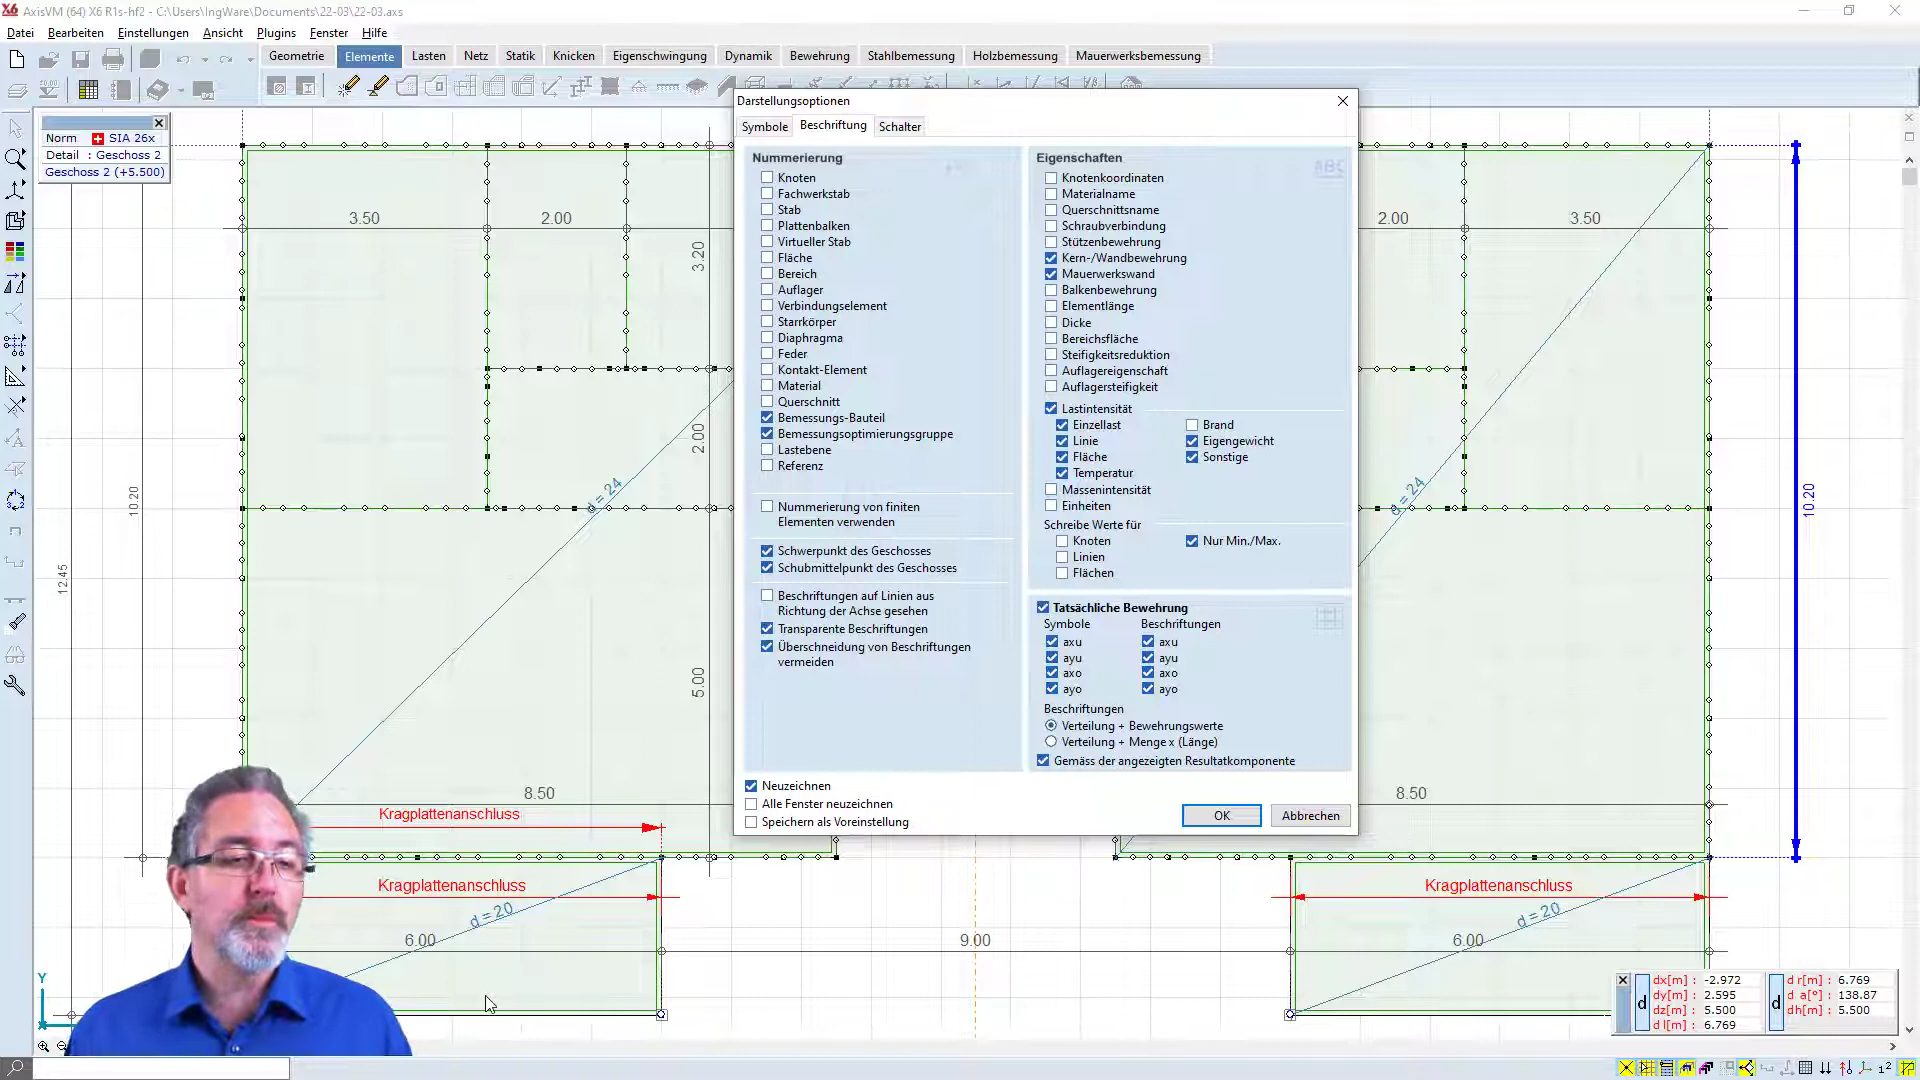 AxisVM (64) X6 R1s-hf2 - C:\Users\IngWare\Documents\22-03\22-03.axs
Datei Bearbeiten Einstellungen Ansicht Plugins Fenster Hilfe
Geometrie Elemente Lasten Netz Statik Knicken Eigenschwingung Dynamik Bewehrung Stahlbemessung Holzbemessung Mauerwerksbemessung
Norm SIA 26x
Detail : Geschoss 2
Geschoss 2 (+5.500)
Darstellungsoptionen
Symbole Beschriftung Schalter
Nummerierung
Knoten
Fachwerkstab
Stab
Plattenbalken
Virtueller Stab
Fläche
Bereich
Auflager
Verbindungselement
Starrkörper
Diaphragma
Feder
Kontakt-Element
Material
Querschnitt
Bemessungs-Bauteil
Bemessungsoptimierungsgruppe
Lastebene
Referenz
Nummerierung von finiten
Elementen verwenden
Schwerpunkt des Geschosses
Schubmittelpunkt des Geschosses
Beschriftungen auf Linien aus
Richtung der Achse gesehen
Transparente Beschriftungen
Überschneidung von Beschriftungen
vermeiden
Eigenschaften
Knotenkoordinaten
Materialname
Querschnittsname
Schraubverbindung
Stützenbewehrung
Kern-/Wandbewehrung
Mauerwerkswand
Balkenbewehrung
Elementlänge
Dicke
Bereichsfläche
Steifigkeitsreduktion
Auflagereigenschaft
Auflagersteifigkeit
Lastintensität
Einzellast Brand
Linie Eigengewicht
Fläche Sonstige
Temperatur
Massenintensität
Einheiten
Schreibe Werte für
Knoten Nur Min./Max.
Linien
Flächen
Tatsächliche Bewehrung
Symbole Beschriftungen
axu axu
ayu ayu
axo axo
ayo ayo
Beschriftungen
Verteilung + Bewehrungswerte
Verteilung + Menge x (Länge)
Gemäss der angezeigten Resultatkomponente
Neuzeichnen
Alle Fenster neuzeichnen
Speichern als Voreinstellung
OK Abbrechen
3.50 2.00 2.00 3.50
3.20
2.00
5.00
10.20
12.45
10.20
d = 24
d = 24
8.50 8.50
Kragplattenanschluss
Kragplattenanschluss Kragplattenanschluss
d = 20 d = 20
6.00 9.00 6.00
Y
d
dx[m] : -2.972
dy[m] : 2.595
dz[m] : 5.500
d l[m] : 6.769
d
d r[m] : 6.769
d a[°] : 138.87
dh[m] : 5.500